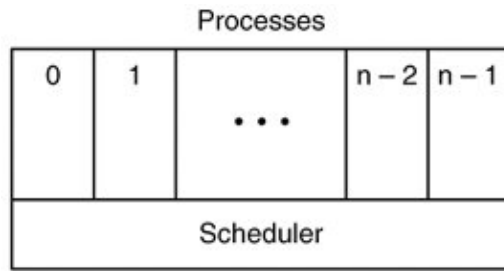 Processes
0 1 • • • n – 2 n – 1
Scheduler